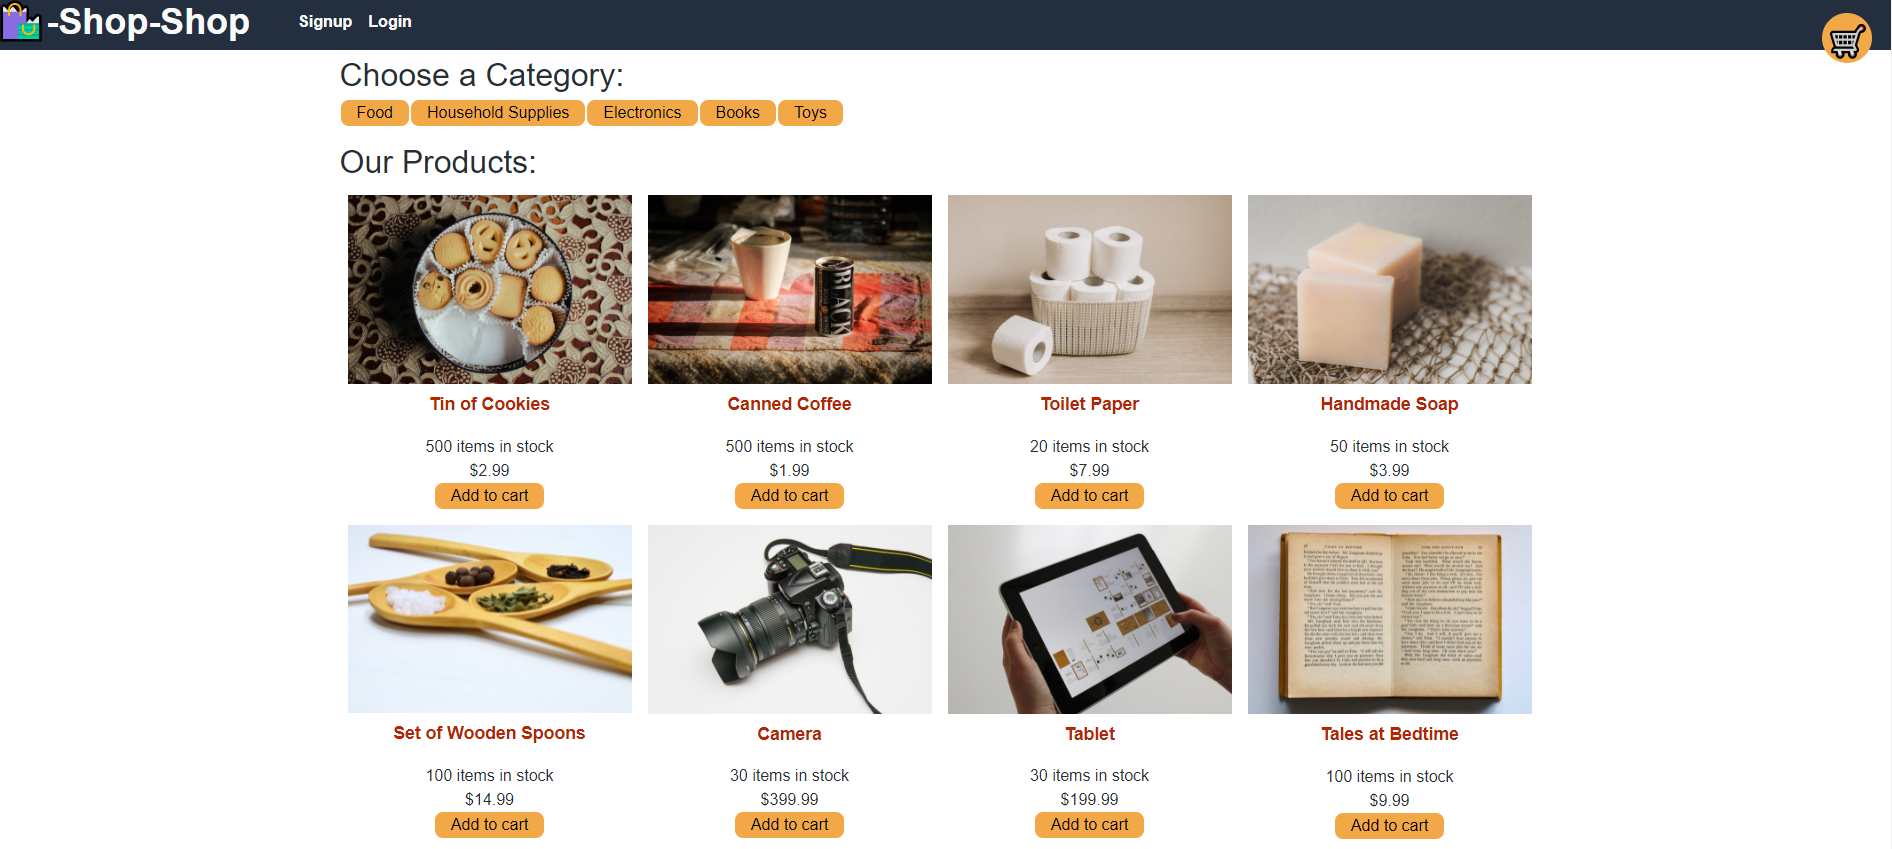 -Shop-Shop
Signup Login
Choose a Category:
Food Household Supplies Electronics Books Toys
Our Products:
BLACK
Tin of Cookies
500 items in stock
$2.99
Add to cart
Canned Coffee
500 items in stock
$1.99
Add to cart
Toilet Paper
20 items in stock
$7.99
Add to cart
Handmade Soap
50 items in stock
$3.99
Add to cart
Set of Wooden Spoons
100 items in stock
$14.99
Add to cart
Camera
30 items in stock
$399.99
Add to cart
Tablet
30 items in stock
$199.99
Add to cart
Tales at Bedtime
100 items in stock
$9.99
Add to cart